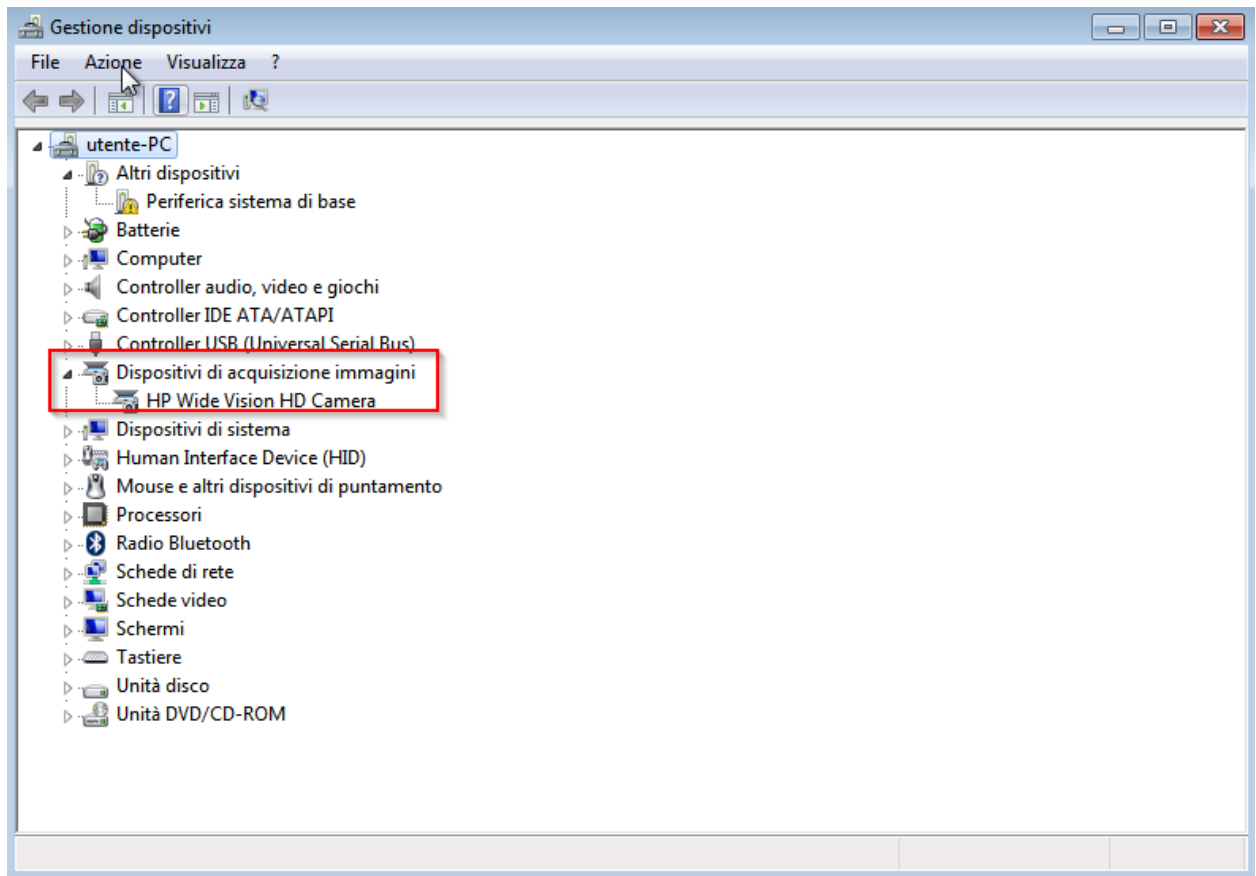 Gestione dispositivi
File Azione Visualizza ?
utente-PC
Altri dispositivi
Periferica sistema di base
Batterie
Computer
Controller audio, video e giochi
Controller IDE ATA/ATAPI
Controller USB (Universal Serial Bus)
Dispositivi di acquisizione immagini
HP Wide Vision HD Camera
Dispositivi di sistema
Human Interface Device (HID)
Mouse e altri dispositivi di puntamento
Processori
Radio Bluetooth
Schede di rete
Schede video
Schermi
Tastiere
Unità disco
Unità DVD/CD-ROM